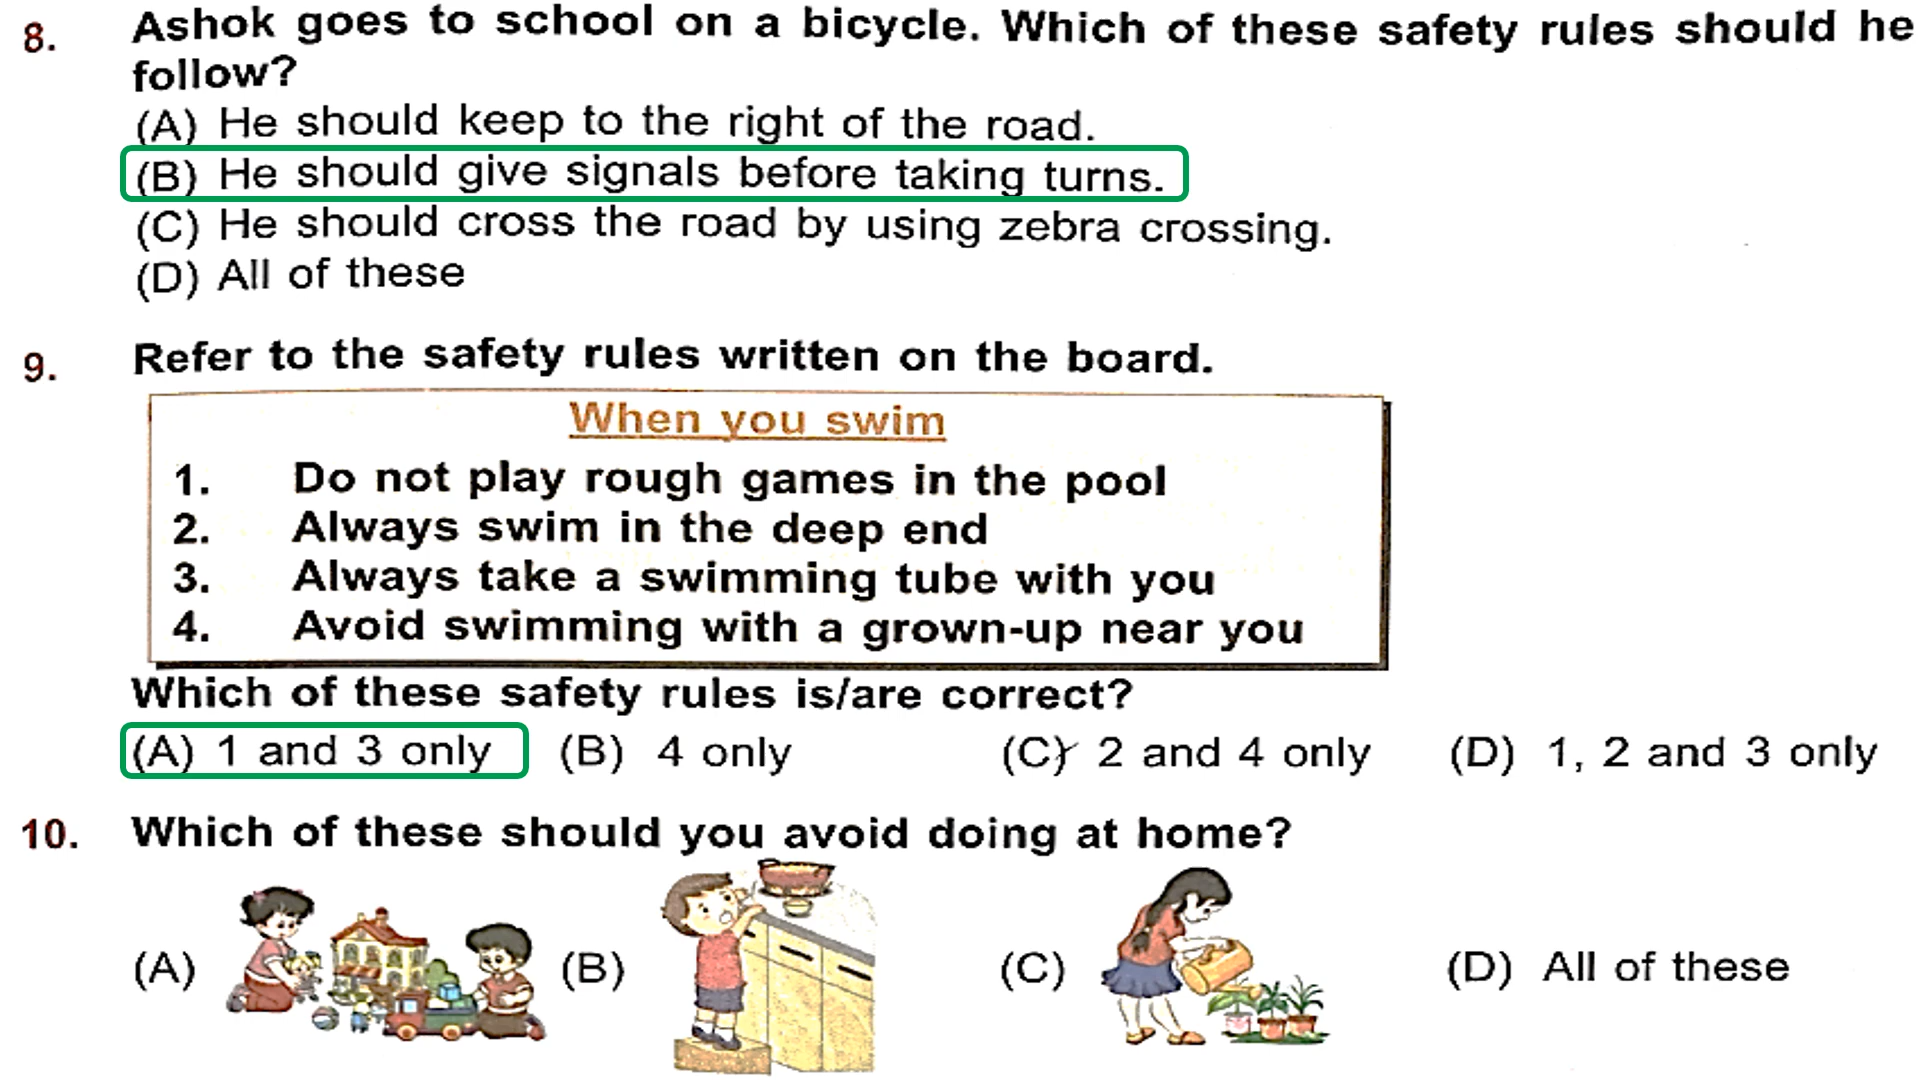 8. Ashok goes to school on a bicycle. Which of these safety rules should he
follow?
(A) He should keep to the right of the road.
(B) He should give signals before taking turns.
(C) He should cross the road by using zebra crossing.
(D) All of these
9. Refer to the safety rules written on the board.
When you swim
1. Do not play rough games in the pool
2. Always swim in the deep end
3. Always take a swimming tube with you
4. Avoid swimming with a grown-up near you
Which of these safety rules is/are correct?
(A) 1 and 3 only (B) 4 only (C) 2 and 4 only (D) 1, 2 and 3 only
10. Which of these should you avoid doing at home?
(A) (B) (C) (D) All of these